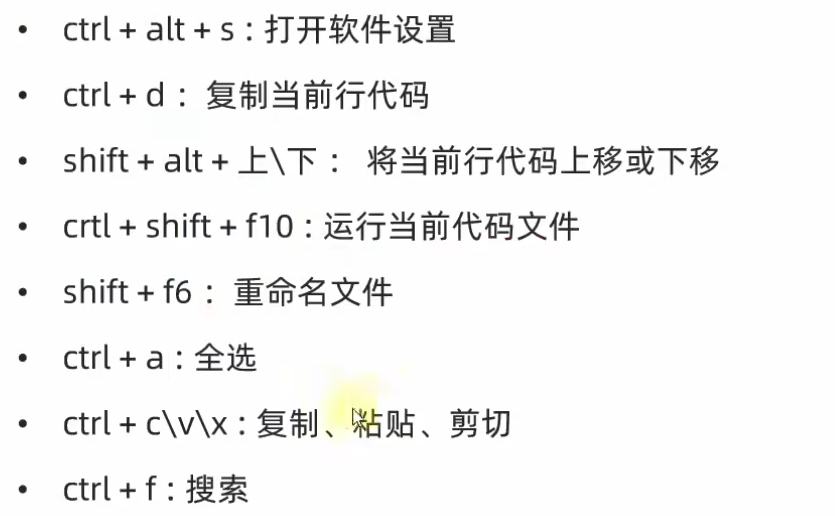 • ctrl + alt + s : 打开软件设置
• ctrl + d： 复制当前行代码
• shift + alt + 上\下： 将当前行代码上移或下移
• crtl + shift + f10 : 运行当前代码文件
• shift + f6： 重命名文件
• ctrl + a : 全选
• ctrl + c\v\x : 复制、粘贴、剪切
• ctrl + f : 搜索